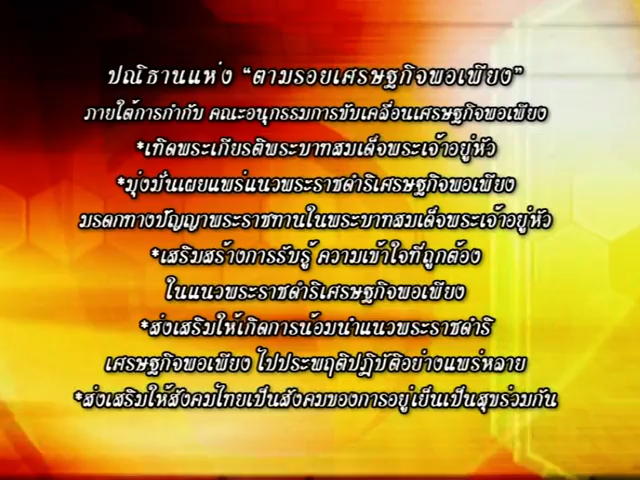 ปณิธานแห่ง “ตามรอยเศรษฐกิจพอเพียง”
ภายใต้การกำกับ คณะอนุกรรมการขับเคลื่อนเศรษฐกิจพอเพียง
*เทิดพระเกียรติพระบาทสมเด็จพระเจ้าอยู่หัว
*มุ่งมั่นเผยแพร่แนวพระราชดำริเศรษฐกิจพอเพียง
มรดกทางปัญญาพระราชทานในพระบาทสมเด็จพระเจ้าอยู่หัว
*เสริมสร้างการรับรู้ ความเข้าใจที่ถูกต้อง
ในแนวพระราชดำริเศรษฐกิจพอเพียง
*ส่งเสริมให้เกิดการน้อมนำแนวพระราชดำริ
เศรษฐกิจพอเพียง ไปประพฤติปฏิบัติอย่างแพร่หลาย
*ส่งเสริมให้สังคมไทยเป็นสังคมของการอยู่เย็นเป็นสุขร่วมกัน